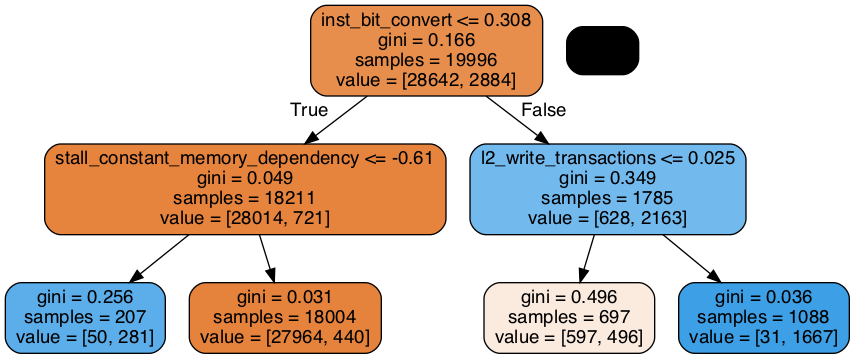 inst_bit_convert <= 0.308
gini = 0.166
samples = 19996
value = [28642, 2884]
True
False
stall_constant_memory_dependency <= -0.61
gini = 0.049
samples = 18211
value = [28014, 721]
l2_write_transactions <= 0.025
gini = 0.349
samples = 1785
value = [628, 2163]
gini = 0.256
samples = 207
value = [50, 281]
gini = 0.031
samples = 18004
value = [27964, 440]
gini = 0.496
samples = 697
value = [597, 496]
gini = 0.036
samples = 1088
value = [31, 1667]